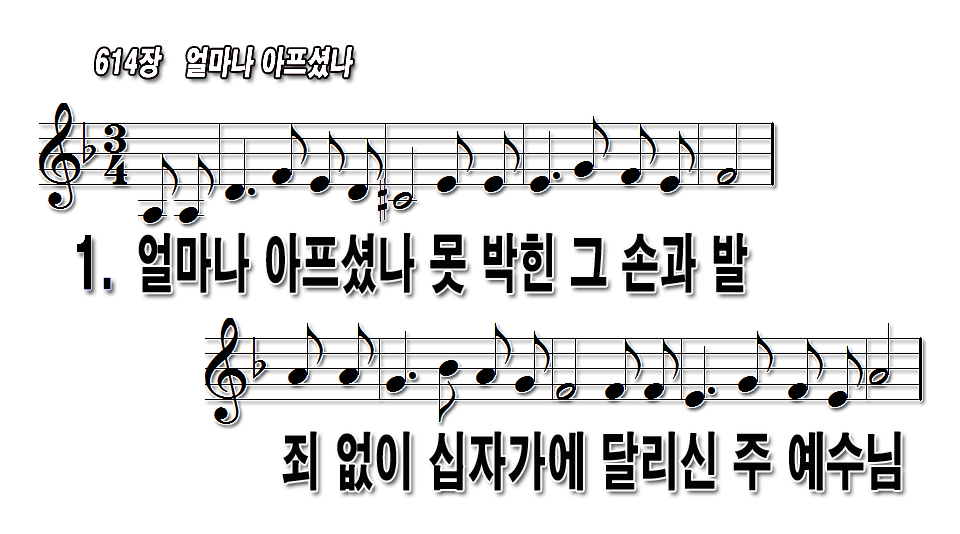 614장 얼마나 아프셨나
3
4
1. 얼마나 아프셨나 못 박힌 그 손과 발
죄 없이 십자가에 달리신 주 예수님